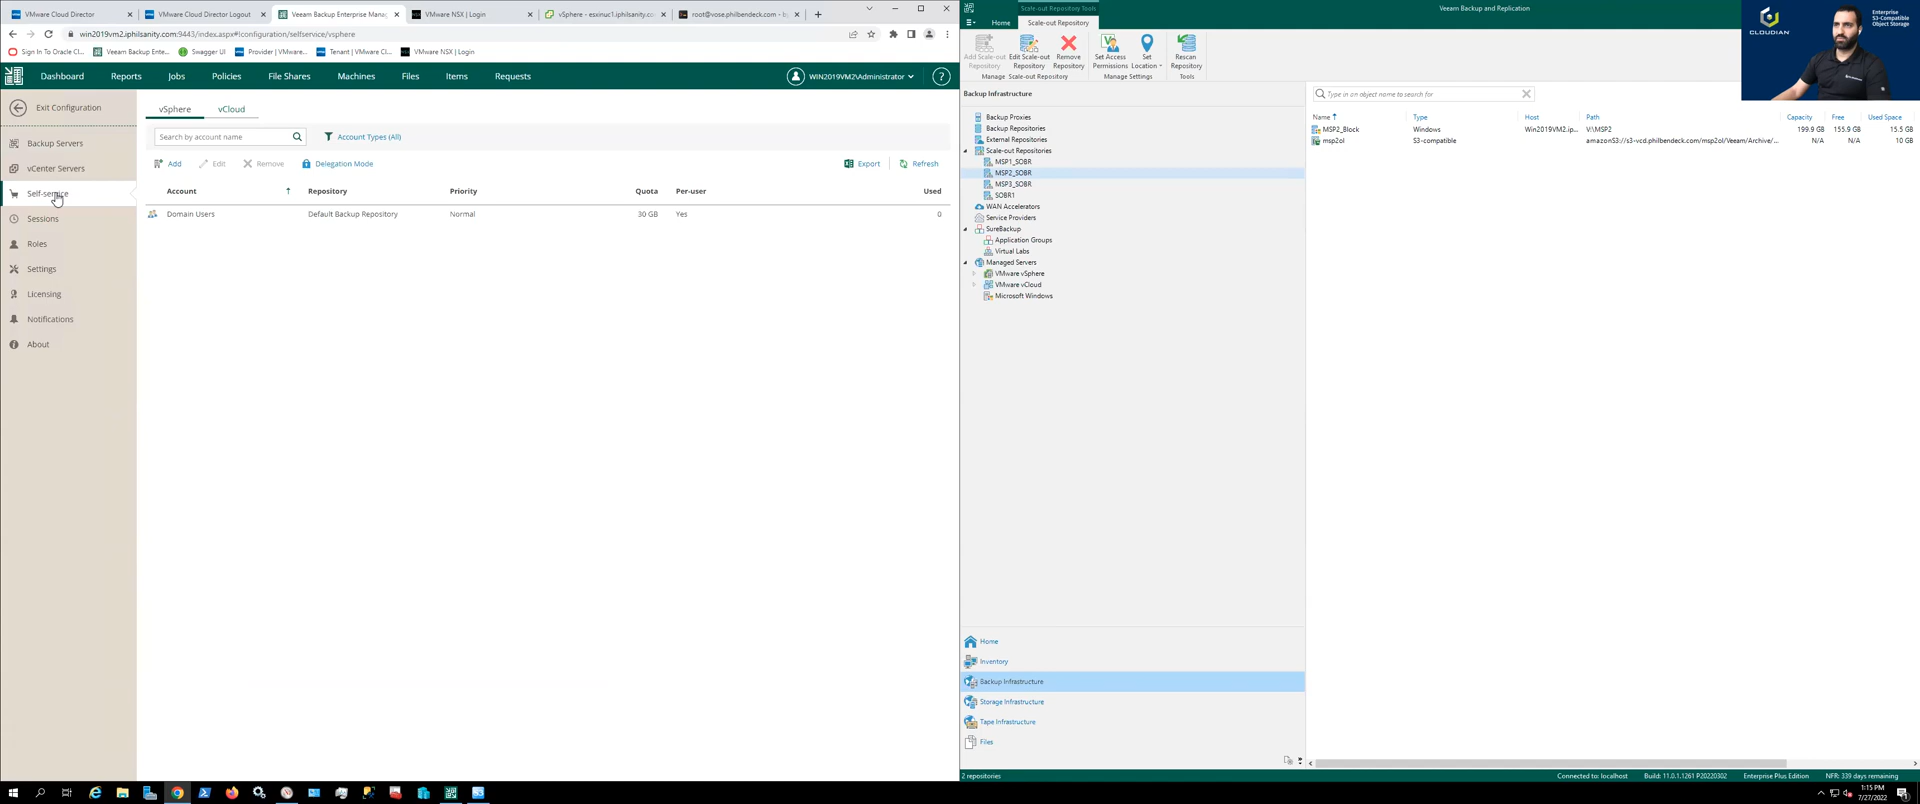 VMware Cloud Director
VMware Cloud Director Logout
Veeam Backup Enterprise Mana
VMware NSX | Login
vSphere - esxinuc1.iphilsanity.co
root@vose.philbendeck.com - b
win2019vm2.iphilsanity.com:9443/index.aspx#!configuration/selfservice/vsphere
Sign In To Oracle Cl...
Veeam Backup Ente...
Swagger UI
Provider | VMware...
Tenant | VMware Cl...
VMware NSX | Login
Dashboard
Reports
Jobs
Policies
File Shares
Machines
Files
Items
Requests
WIN2019VM2\Administrator
?
Exit Configuration
Backup Servers
vCenter Servers
Self-service
Sessions
Roles
Settings
Licensing
Notifications
About
vSphere
vCloud
Search by account name
Account Types (All)
Add
Edit
Remove
Delegation Mode
Export
Refresh
Account Repository Priority Quota Per-user Used
Domain Users Default Backup Repository Normal 30 GB Yes 0
Scale-out Repository Tools
Veeam Backup and Replication
Home
Scale-out Repository
Add Scale-out Repository
Edit Scale-out Repository
Remove Repository
Set Access Permissions
Set Location
Rescan Repository
Manage Scale-out Repository
Manage Settings
Tools
Backup Infrastructure
Backup Proxies
Backup Repositories
External Repositories
Scale-out Repositories
MSP1_SOBR
MSP2_SOBR
MSP3_SOBR
SOBR1
WAN Accelerators
Service Providers
SureBackup
Application Groups
Virtual Labs
Managed Servers
VMware vSphere
VMware vCloud
Microsoft Windows
Home
Inventory
Backup Infrastructure
Storage Infrastructure
Tape Infrastructure
Files
Type in an object name to search for
Name Type Host Path Capacity Free Used Space
MSP2_Block Windows Win2019VM2.ip... V:\MSP2 199.9 GB 155.9 GB 15.5 GB
msp2ol S3-compatible amazonS3://s3-vcd.philbendeck.com/msp2ol/Veeam/Archive/... N/A N/A 10 GB
CLOUDIAN
Enterprise
S3-Compatible
Object Storage
2 repositories
Connected to: localhost
Build: 11.0.1.1261 P20220302
Enterprise Plus Edition
NFR: 339 days remaining
1:15 PM
7/27/2022